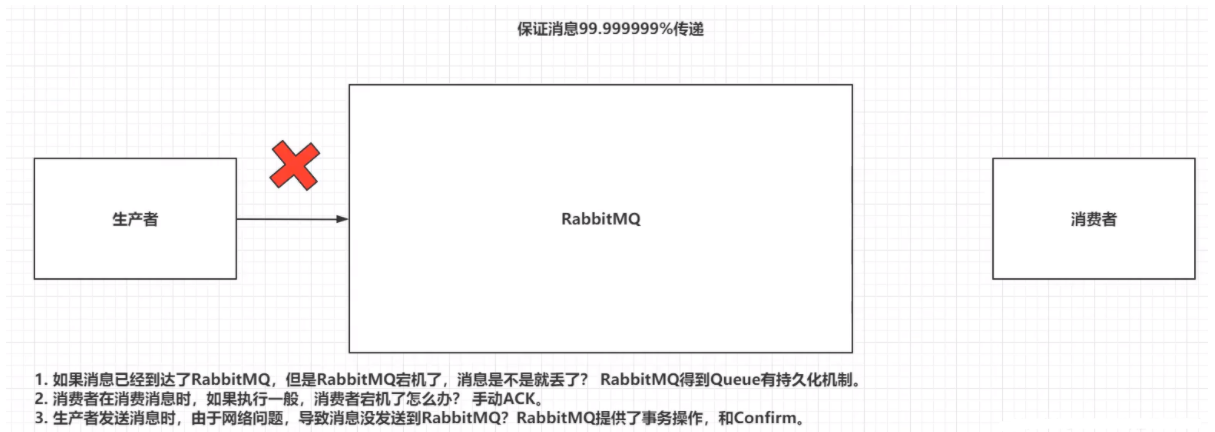 保证消息99.999999%传递
生产者
RabbitMQ
消费者
1. 如果消息已经到达了RabbitMQ，但是RabbitMQ宕机了，消息是不是就丢了？ RabbitMQ得到Queue有持久化机制。
2. 消费者在消费消息时，如果执行一般，消费者宕机了怎么办？ 手动ACK。
3. 生产者发送消息时，由于网络问题，导致消息没发送到RabbitMQ？RabbitMQ提供了事务操作，和Confirm。